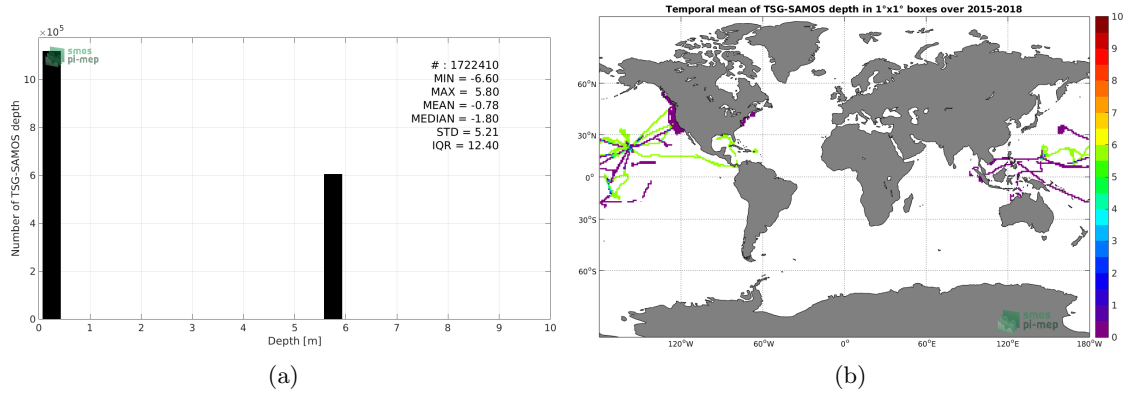 ×10⁵
smos
pi-mep
# : 1722410
MIN = -6.60
MAX = 5.80
MEAN = -0.78
MEDIAN = -1.80
STD = 5.21
IQR = 12.40
Number of TSG-SAMOS depth
10
8
6
4
2
0
0 1 2 3 4 5 6 7 8 9 10
Depth [m]
(a)
Temporal mean of TSG-SAMOS depth in 1°x1° boxes over 2015-2018
60°N
30°N
0°
30°S
60°S
120°W 60°W 0° 60°E 120°E 180°W
smos
pi-mep
10
9
8
7
6
5
4
3
2
1
0
(b)